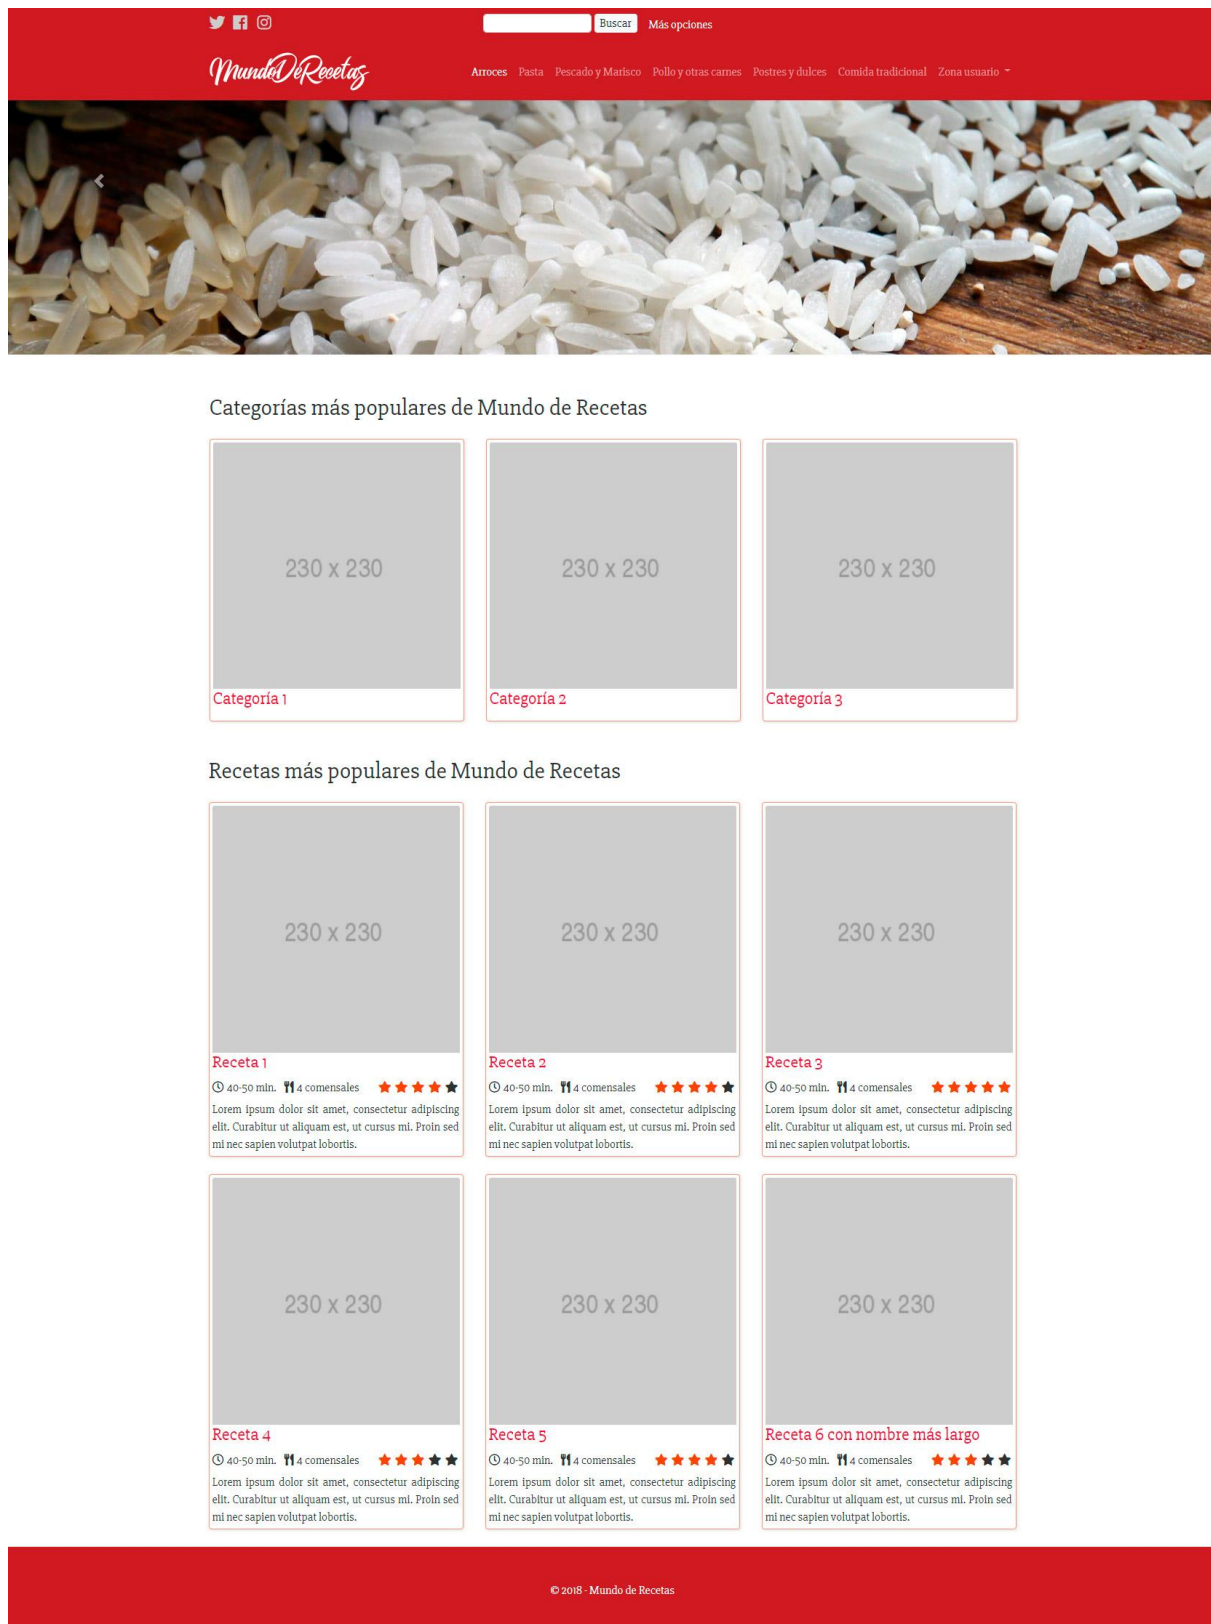 Buscar Más opciones
MundoDeRecetas
Arroces Pasta Pescado y Marisco Pollo y otras carnes Postres y dulces Comida tradicional Zona usuario
Categorías más populares de Mundo de Recetas
230 x 230 230 x 230 230 x 230
Categoría 1 Categoría 2 Categoría 3
Recetas más populares de Mundo de Recetas
230 x 230 230 x 230 230 x 230
Receta 1
40-50 min. 4 comensales
Lorem ipsum dolor sit amet, consectetur adipiscing
elit. Curabitur ut aliquam est, ut cursus mi. Proin sed
mi nec sapien volutpat lobortis.
Receta 2
40-50 min. 4 comensales
Lorem ipsum dolor sit amet, consectetur adipiscing
elit. Curabitur ut aliquam est, ut cursus mi. Proin sed
mi nec sapien volutpat lobortis.
Receta 3
40-50 min. 4 comensales
Lorem ipsum dolor sit amet, consectetur adipiscing
elit. Curabitur ut aliquam est, ut cursus mi. Proin sed
mi nec sapien volutpat lobortis.
230 x 230 230 x 230 230 x 230
Receta 4
40-50 min. 4 comensales
Lorem ipsum dolor sit amet, consectetur adipiscing
elit. Curabitur ut aliquam est, ut cursus mi. Proin sed
mi nec sapien volutpat lobortis.
Receta 5
40-50 min. 4 comensales
Lorem ipsum dolor sit amet, consectetur adipiscing
elit. Curabitur ut aliquam est, ut cursus mi. Proin sed
mi nec sapien volutpat lobortis.
Receta 6 con nombre más largo
40-50 min. 4 comensales
Lorem ipsum dolor sit amet, consectetur adipiscing
elit. Curabitur ut aliquam est, ut cursus mi. Proin sed
mi nec sapien volutpat lobortis.
© 2018 - Mundo de Recetas